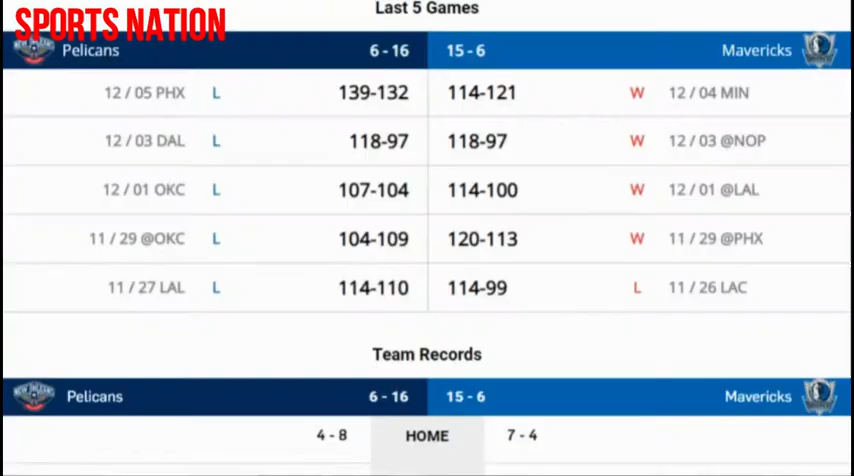 Last 5 Games
SPORTS NATION
Pelicans 6 - 16 15 - 6 Mavericks
12 / 05 PHX L 139-132 114-121 W 12 / 04 MIN
12 / 03 DAL L 118-97 118-97 W 12 / 03 @NOP
12 / 01 OKC L 107-104 114-100 W 12 / 01 @LAL
11 / 29 @OKC L 104-109 120-113 W 11 / 29 @PHX
11 / 27 LAL L 114-110 114-99 L 11 / 26 LAC
Team Records
Pelicans 6 - 16 15 - 6 Mavericks
4 - 8 HOME 7 - 4